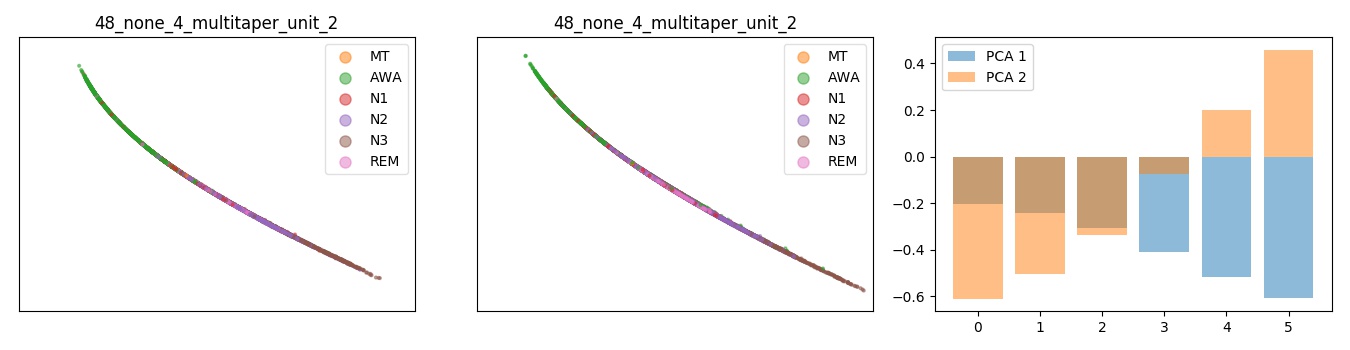 48_none_4_multitaper_unit_2
MT
AWA
N1
N2
N3
REM
48_none_4_multitaper_unit_2
MT
AWA
N1
N2
N3
REM
PCA 1
PCA 2
0.4
0.2
0.0
−0.2
−0.4
−0.6
0 1 2 3 4 5